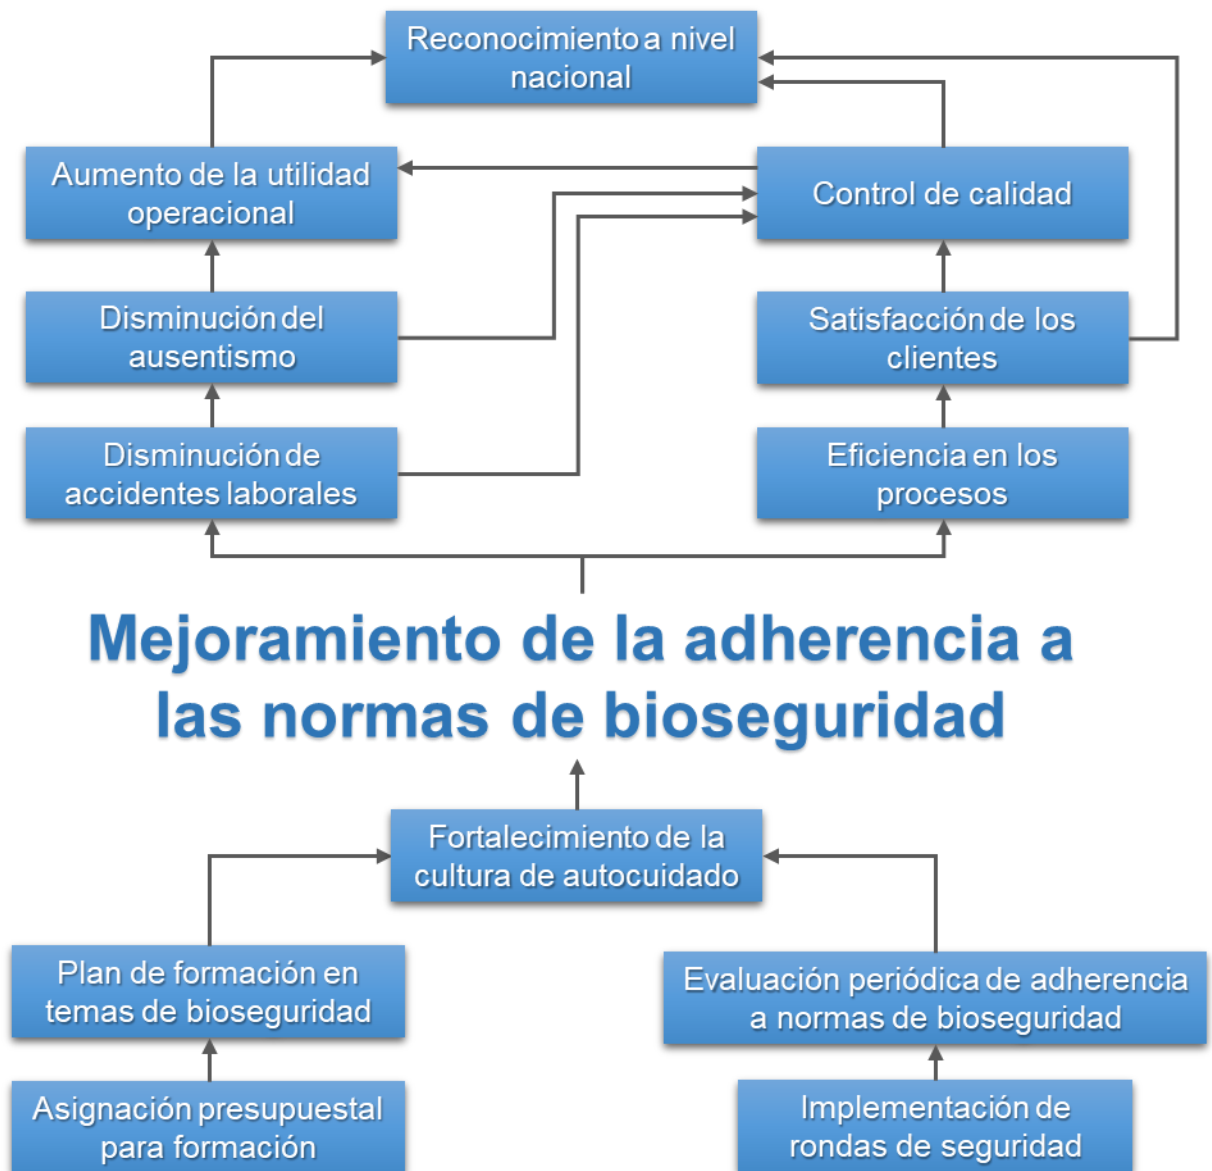 Reconocimiento a nivel
nacional
Aumento de la utilidad
operacional
Control de calidad
Disminución del
ausentismo
Satisfacción de los
clientes
Disminución de
accidentes laborales
Eficiencia en los
procesos
Mejoramiento de la adherencia a
las normas de bioseguridad
Fortalecimiento de la
cultura de autocuidado
Plan de formación en
temas de bioseguridad
Evaluación periódica de adherencia
a normas de bioseguridad
Asignación presupuestal
para formación
Implementación de
rondas de seguridad